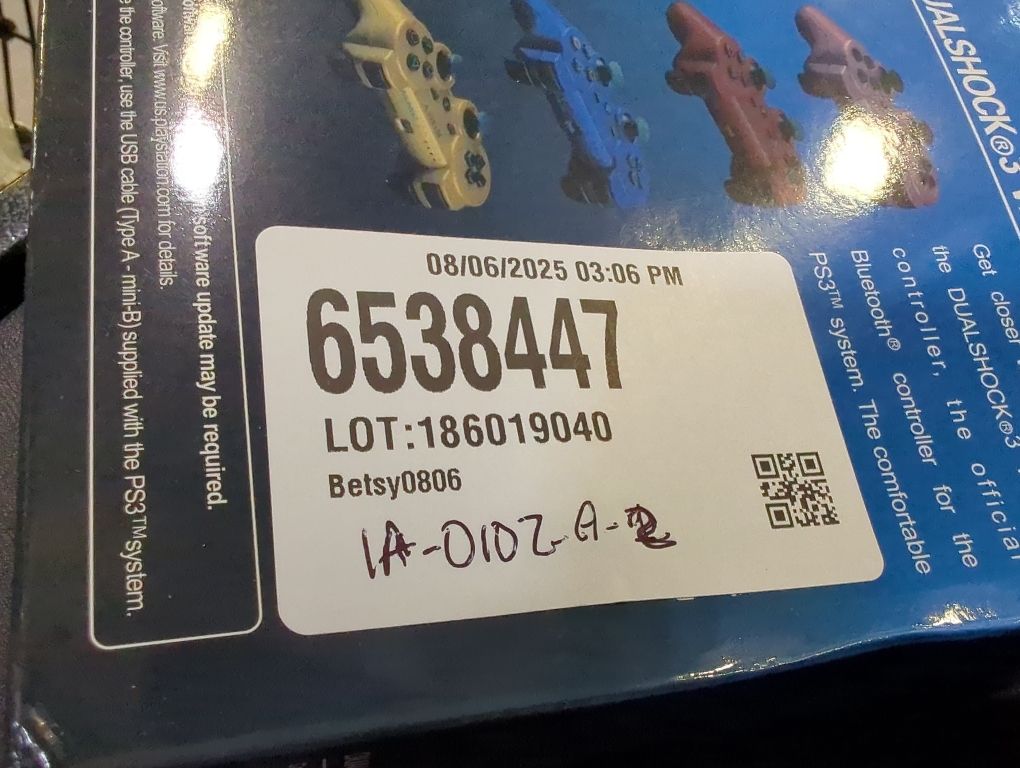 08/06/2025 03:06 PM
6538447
LOT:186019040
Betsy0806
1A-0102-A-2
software. Visit www.us.playstation.com for details.
software update may be required.
the controller, use the USB cable (Type A - mini-B) supplied with the PS3™ system.
DUALSHOCK®3
Get closer
the DUALSHOCK®3
controller, the official
Bluetooth® controller for the
PS3™ system. The comfortable